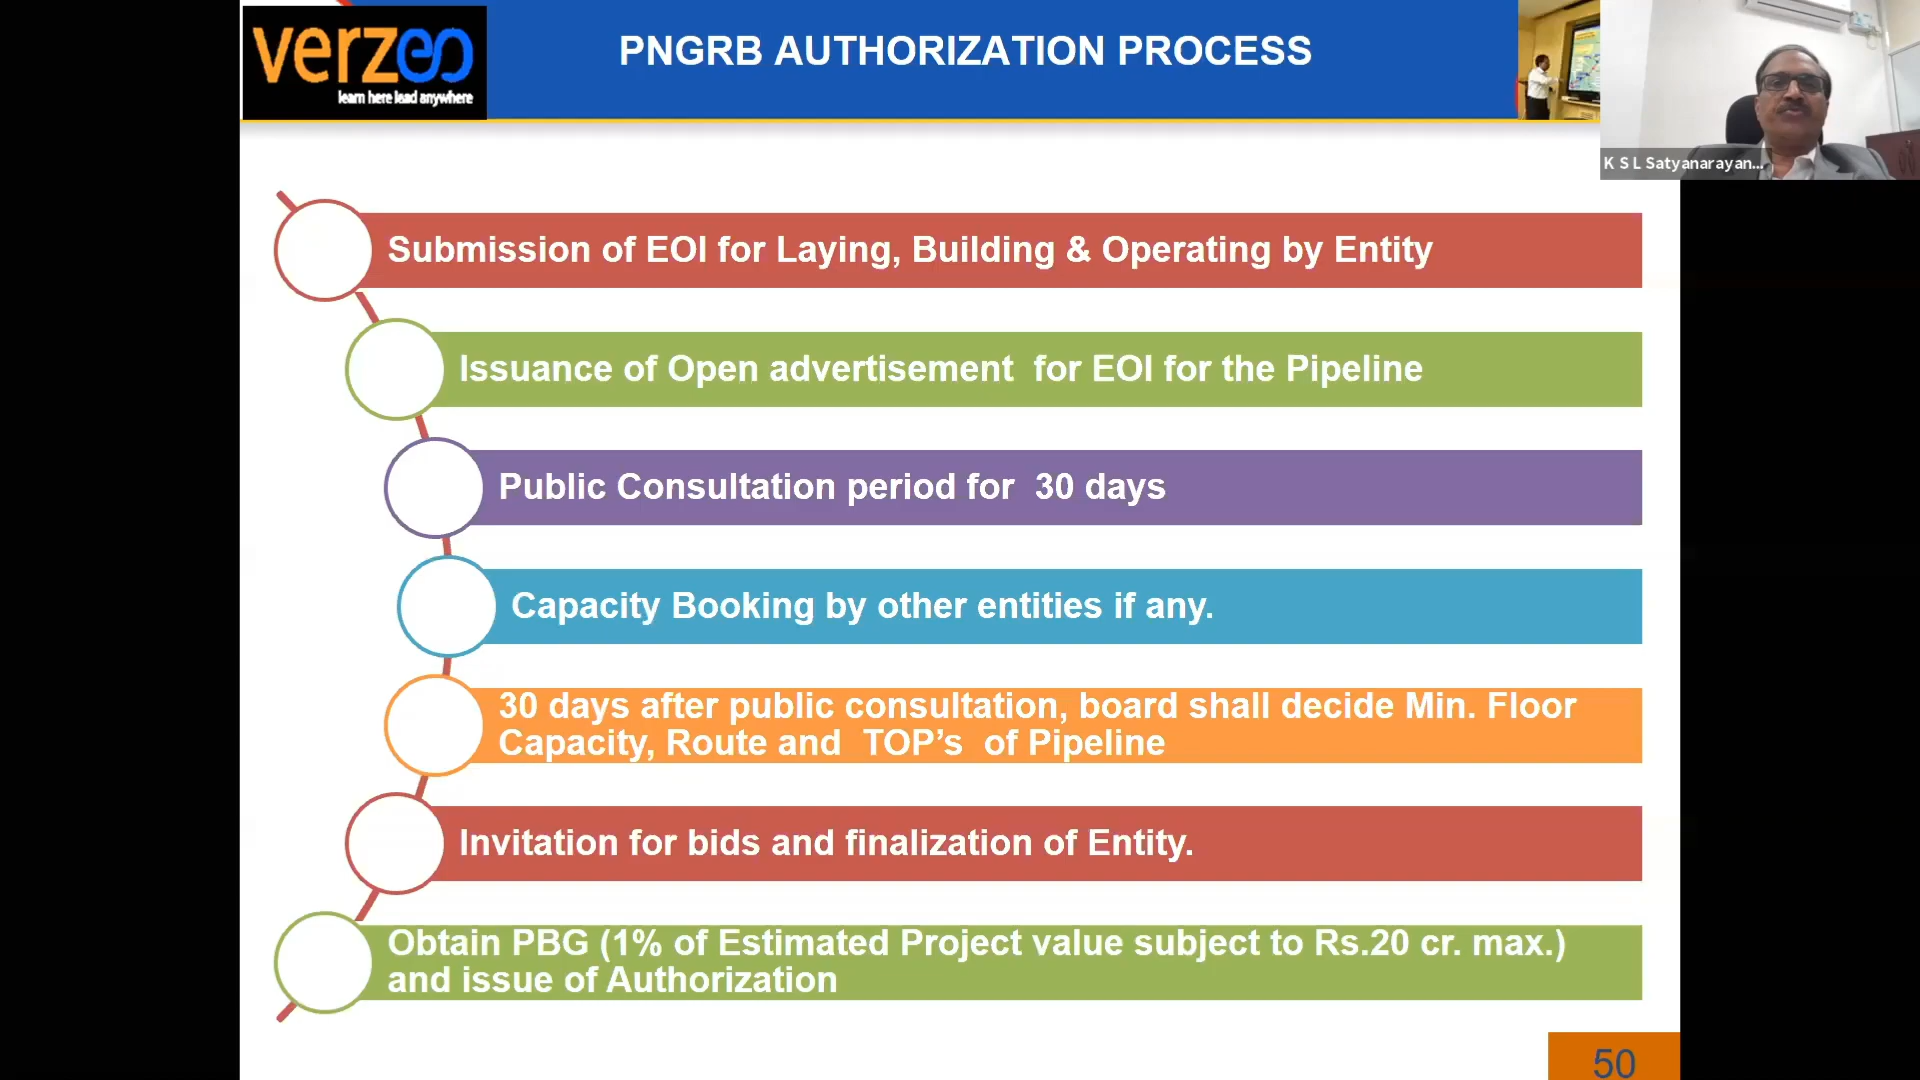 verzeo
learn here lead anywhere
PNGRB AUTHORIZATION PROCESS
K S L Satyanarayan...
Submission of EOI for Laying, Building & Operating by Entity
Issuance of Open advertisement for EOI for the Pipeline
Public Consultation period for 30 days
Capacity Booking by other entities if any.
30 days after public consultation, board shall decide Min. Floor
Capacity, Route and TOP’s of Pipeline
Invitation for bids and finalization of Entity.
Obtain PBG (1% of Estimated Project value subject to Rs.20 cr. max.)
and issue of Authorization
50